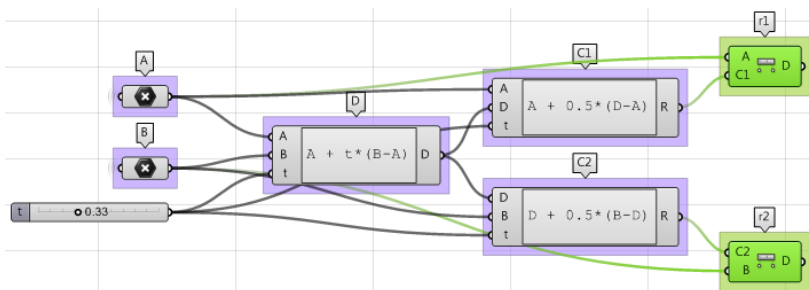 r1
A
C1
D
C1
A
D
t
A + 0.5*(D-A)
R
A
B
D
A
B
t
A + t*(B-A)
D
t
0.33
C2
D
B
t
D + 0.5*(B-D)
R
r2
C2
B
D